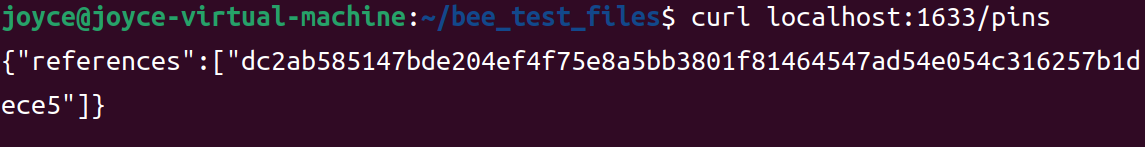 joyce@joyce-virtual-machine:~/bee_test_files$ curl localhost:1633/pins
{"references":["dc2ab585147bde204ef4f75e8a5bb3801f81464547ad54e054c316257b1d
ece5"]}